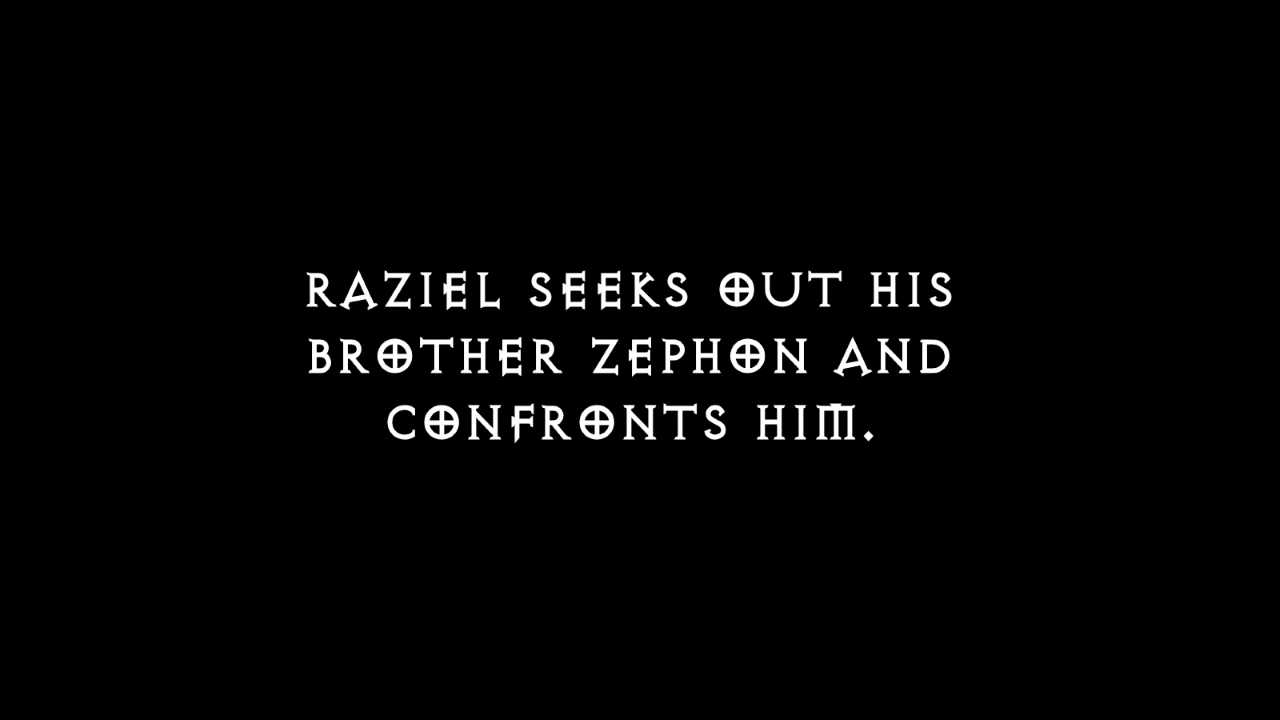 RAZIEL SEEKS OUT HIS
BROTHER ZEPHON AND
CONFRONTS HIM.